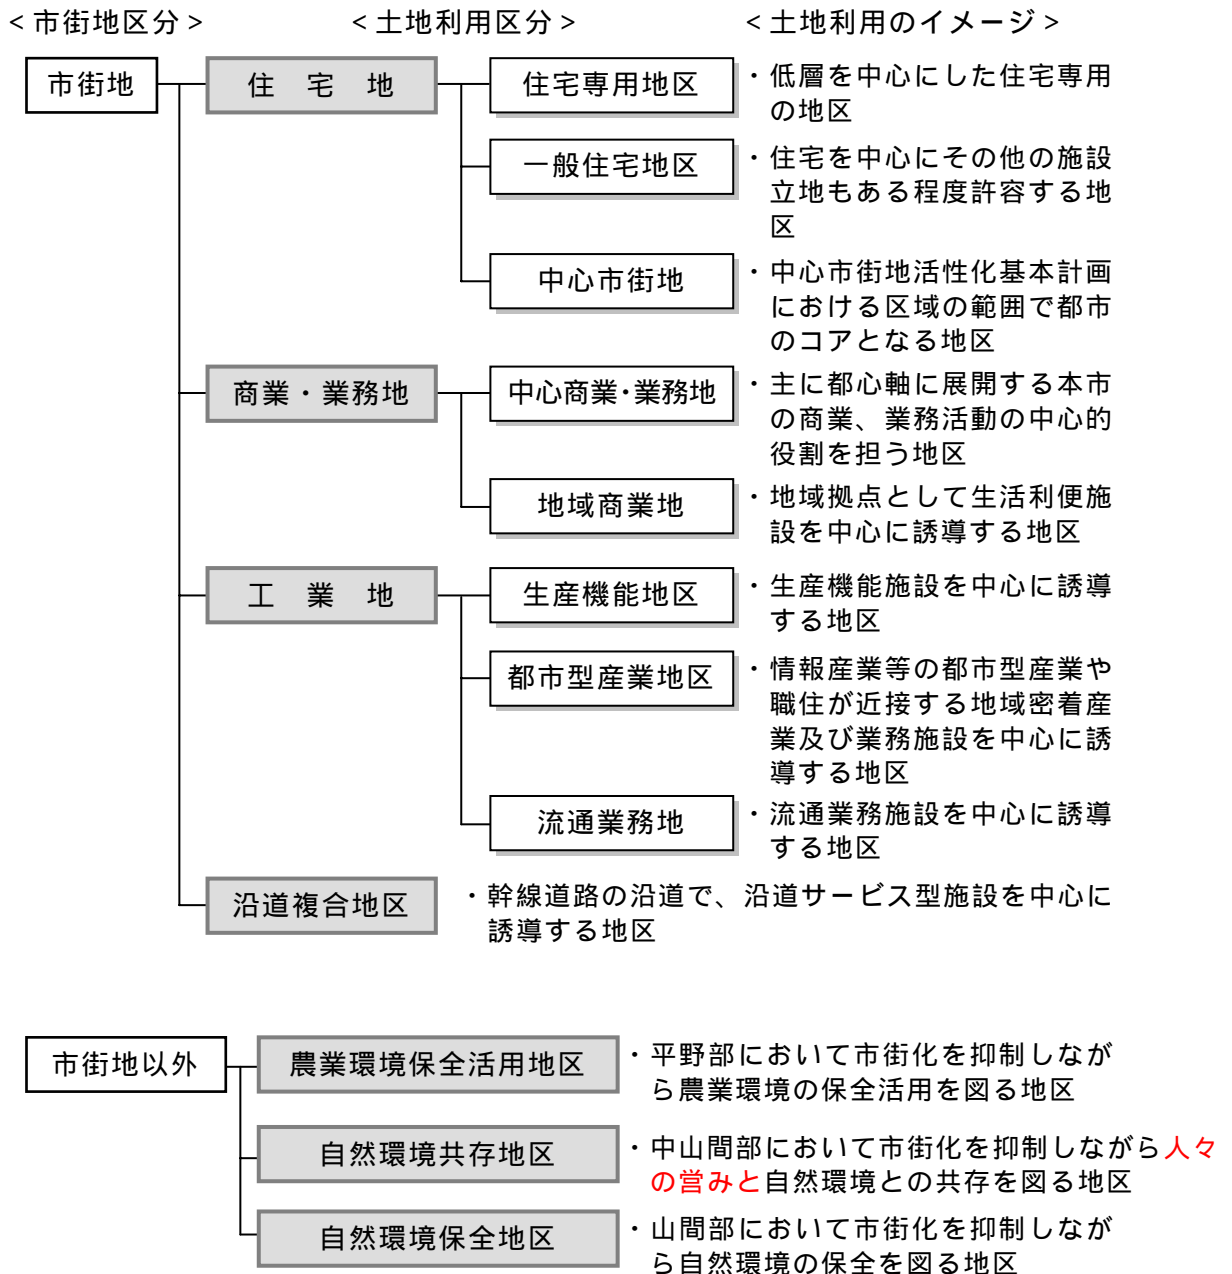 ＜市街地区分＞ ＜土地利用区分＞ ＜土地利用のイメージ＞
市街地
住 宅 地
住宅専用地区
・低層を中心にした住宅専用
の地区
一般住宅地区
・住宅を中心にその他の施設
立地もある程度許容する地
区
中心市街地
・中心市街地活性化基本計画
における区域の範囲で都市
のコアとなる地区
商業・業務地
中心商業・業務地
・主に都心軸に展開する本市
の商業、業務活動の中心的
役割を担う地区
地域商業地
・地域拠点として生活利便施
設を中心に誘導する地区
工 業 地
生産機能地区
・生産機能施設を中心に誘導
する地区
都市型産業地区
・情報産業等の都市型産業や
職住が近接する地域密着産
業及び業務施設を中心に誘
導する地区
流通業務地
・流通業務施設を中心に誘導
する地区
沿道複合地区
・幹線道路の沿道で、沿道サービス型施設を中心に
誘導する地区
市街地以外
農業環境保全活用地区
・平野部において市街化を抑制しなが
ら農業環境の保全活用を図る地区
自然環境共存地区
・中山間部において市街化を抑制しながら人々
の営みと自然環境との共存を図る地区
自然環境保全地区
・山間部において市街化を抑制しなが
ら自然環境の保全を図る地区